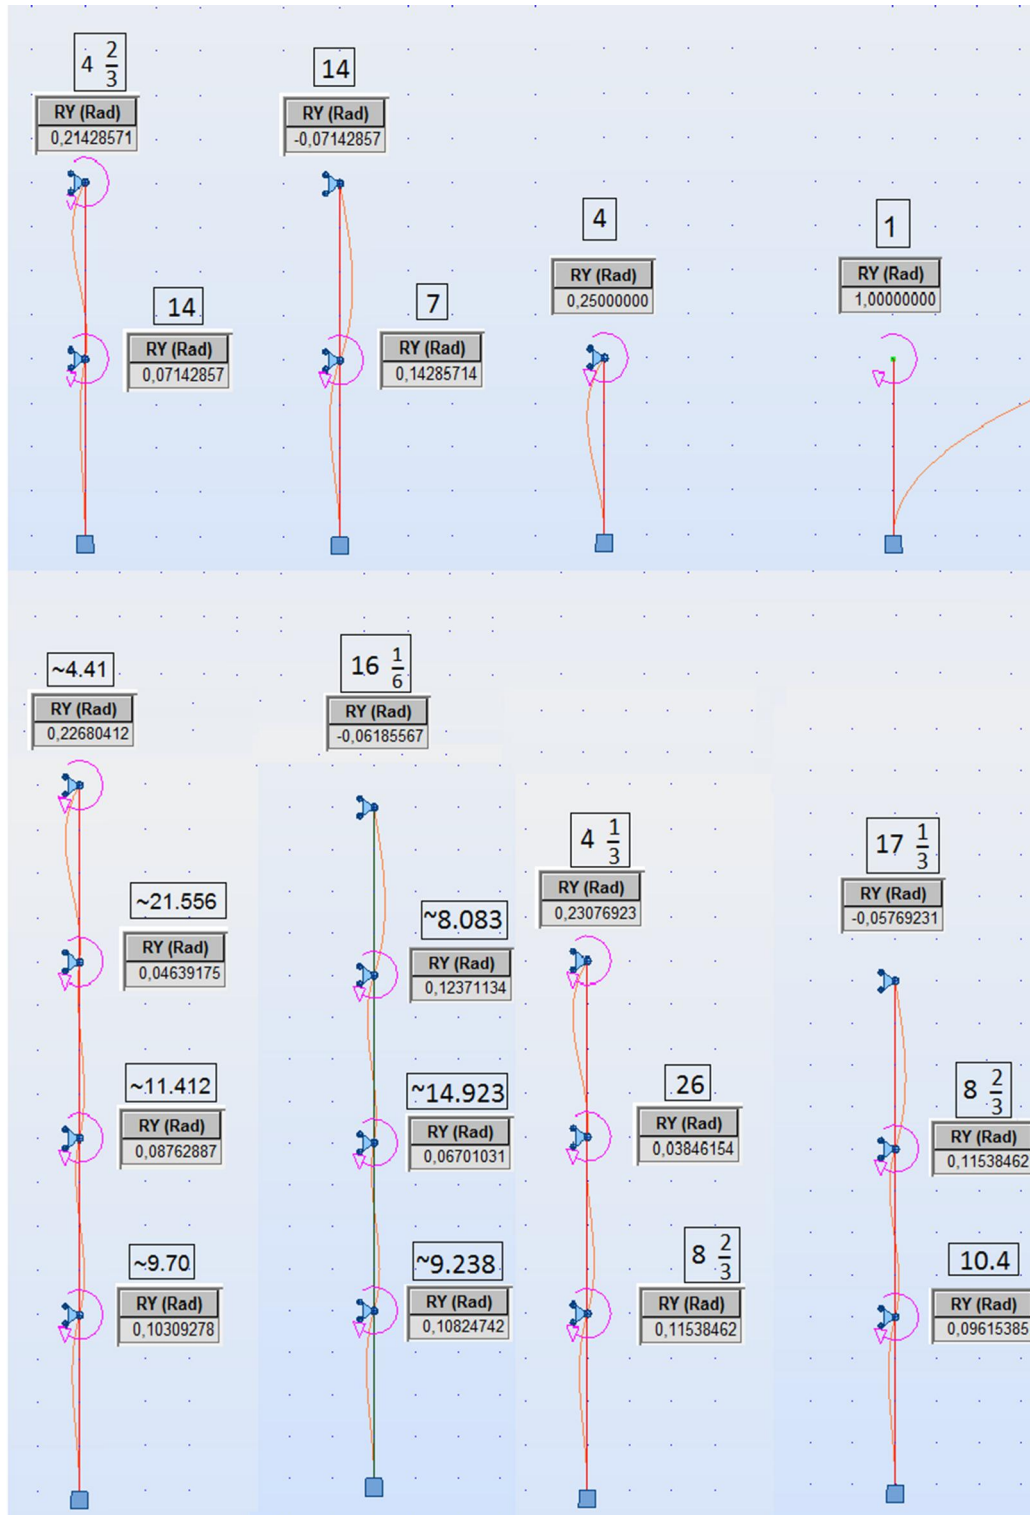 4 2/3
RY (Rad)
0,21428571
14
RY (Rad)
0,07142857
14
RY (Rad)
-0,07142857
7
RY (Rad)
0,14285714
4
RY (Rad)
0,25000000
1
RY (Rad)
1,00000000
~4.41
RY (Rad)
0,22680412
~21.556
RY (Rad)
0,04639175
~11.412
RY (Rad)
0,08762887
~9.70
RY (Rad)
0,10309278
16 1/6
RY (Rad)
-0,06185567
~8.083
RY (Rad)
0,12371134
~14.923
RY (Rad)
0,06701031
~9.238
RY (Rad)
0,10824742
4 1/3
RY (Rad)
0,23076923
26
RY (Rad)
0,03846154
8 2/3
RY (Rad)
0,11538462
17 1/3
RY (Rad)
-0,05769231
8 2/3
RY (Rad)
0,11538462
10.4
RY (Rad)
0,09615385